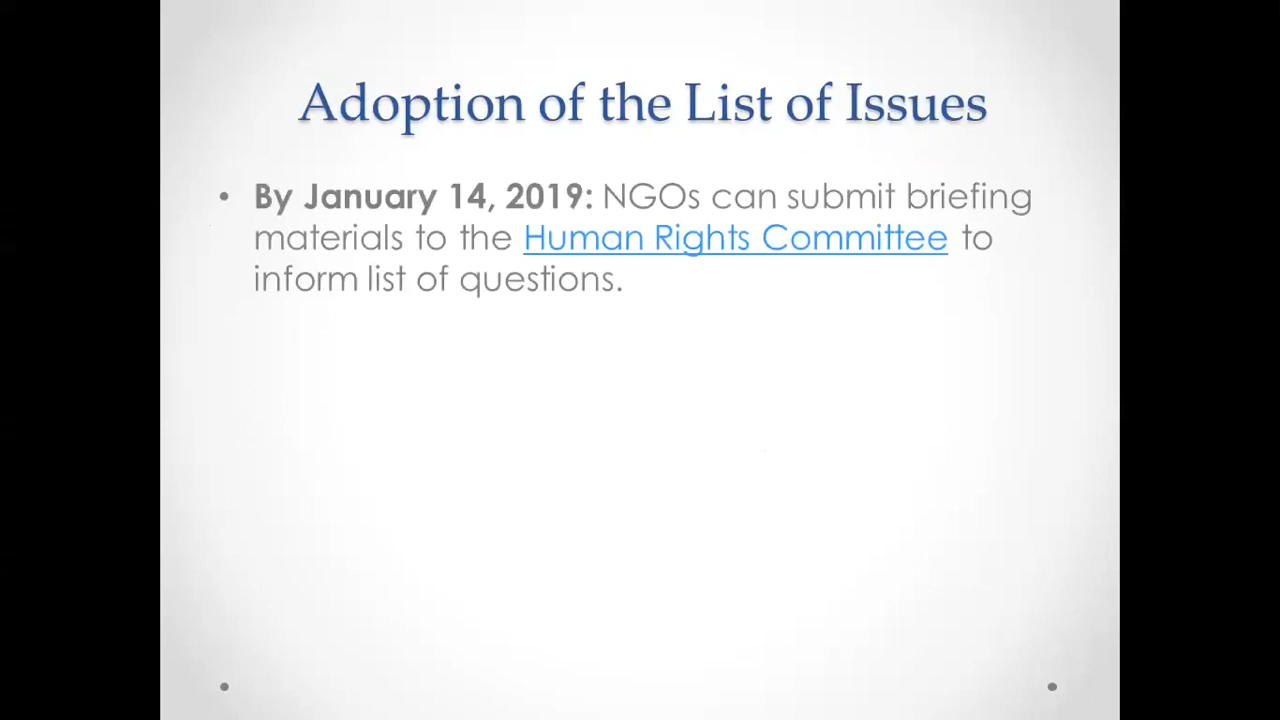 Adoption of the List of Issues
• By January 14, 2019: NGOs can submit briefing
materials to the Human Rights Committee to
inform list of questions.